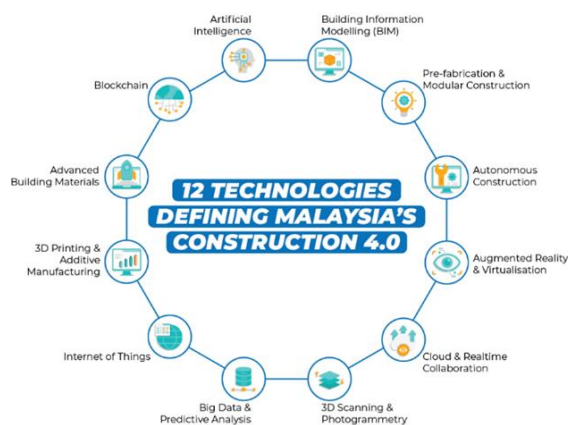 Artificial
Intelligence
Building Information
Modelling (BIM)
Blockchain
Pre-fabrication &
Modular Construction
Advanced
Building Materials
Autonomous
Construction
12 TECHNOLOGIES
DEFINING MALAYSIA'S
CONSTRUCTION 4.0
3D Printing &
Additive
Manufacturing
Augmented Reality
& Virtualisation
Internet of Things
Cloud & Realtime
Collaboration
Big Data &
Predictive Analysis
3D Scanning &
Photogrammetry